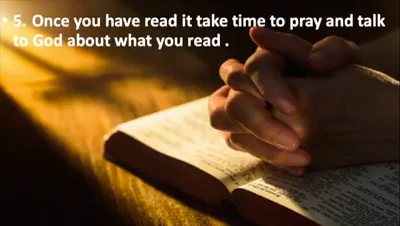 • 5. Once you have read it take time to pray and talk
to God about what you read .